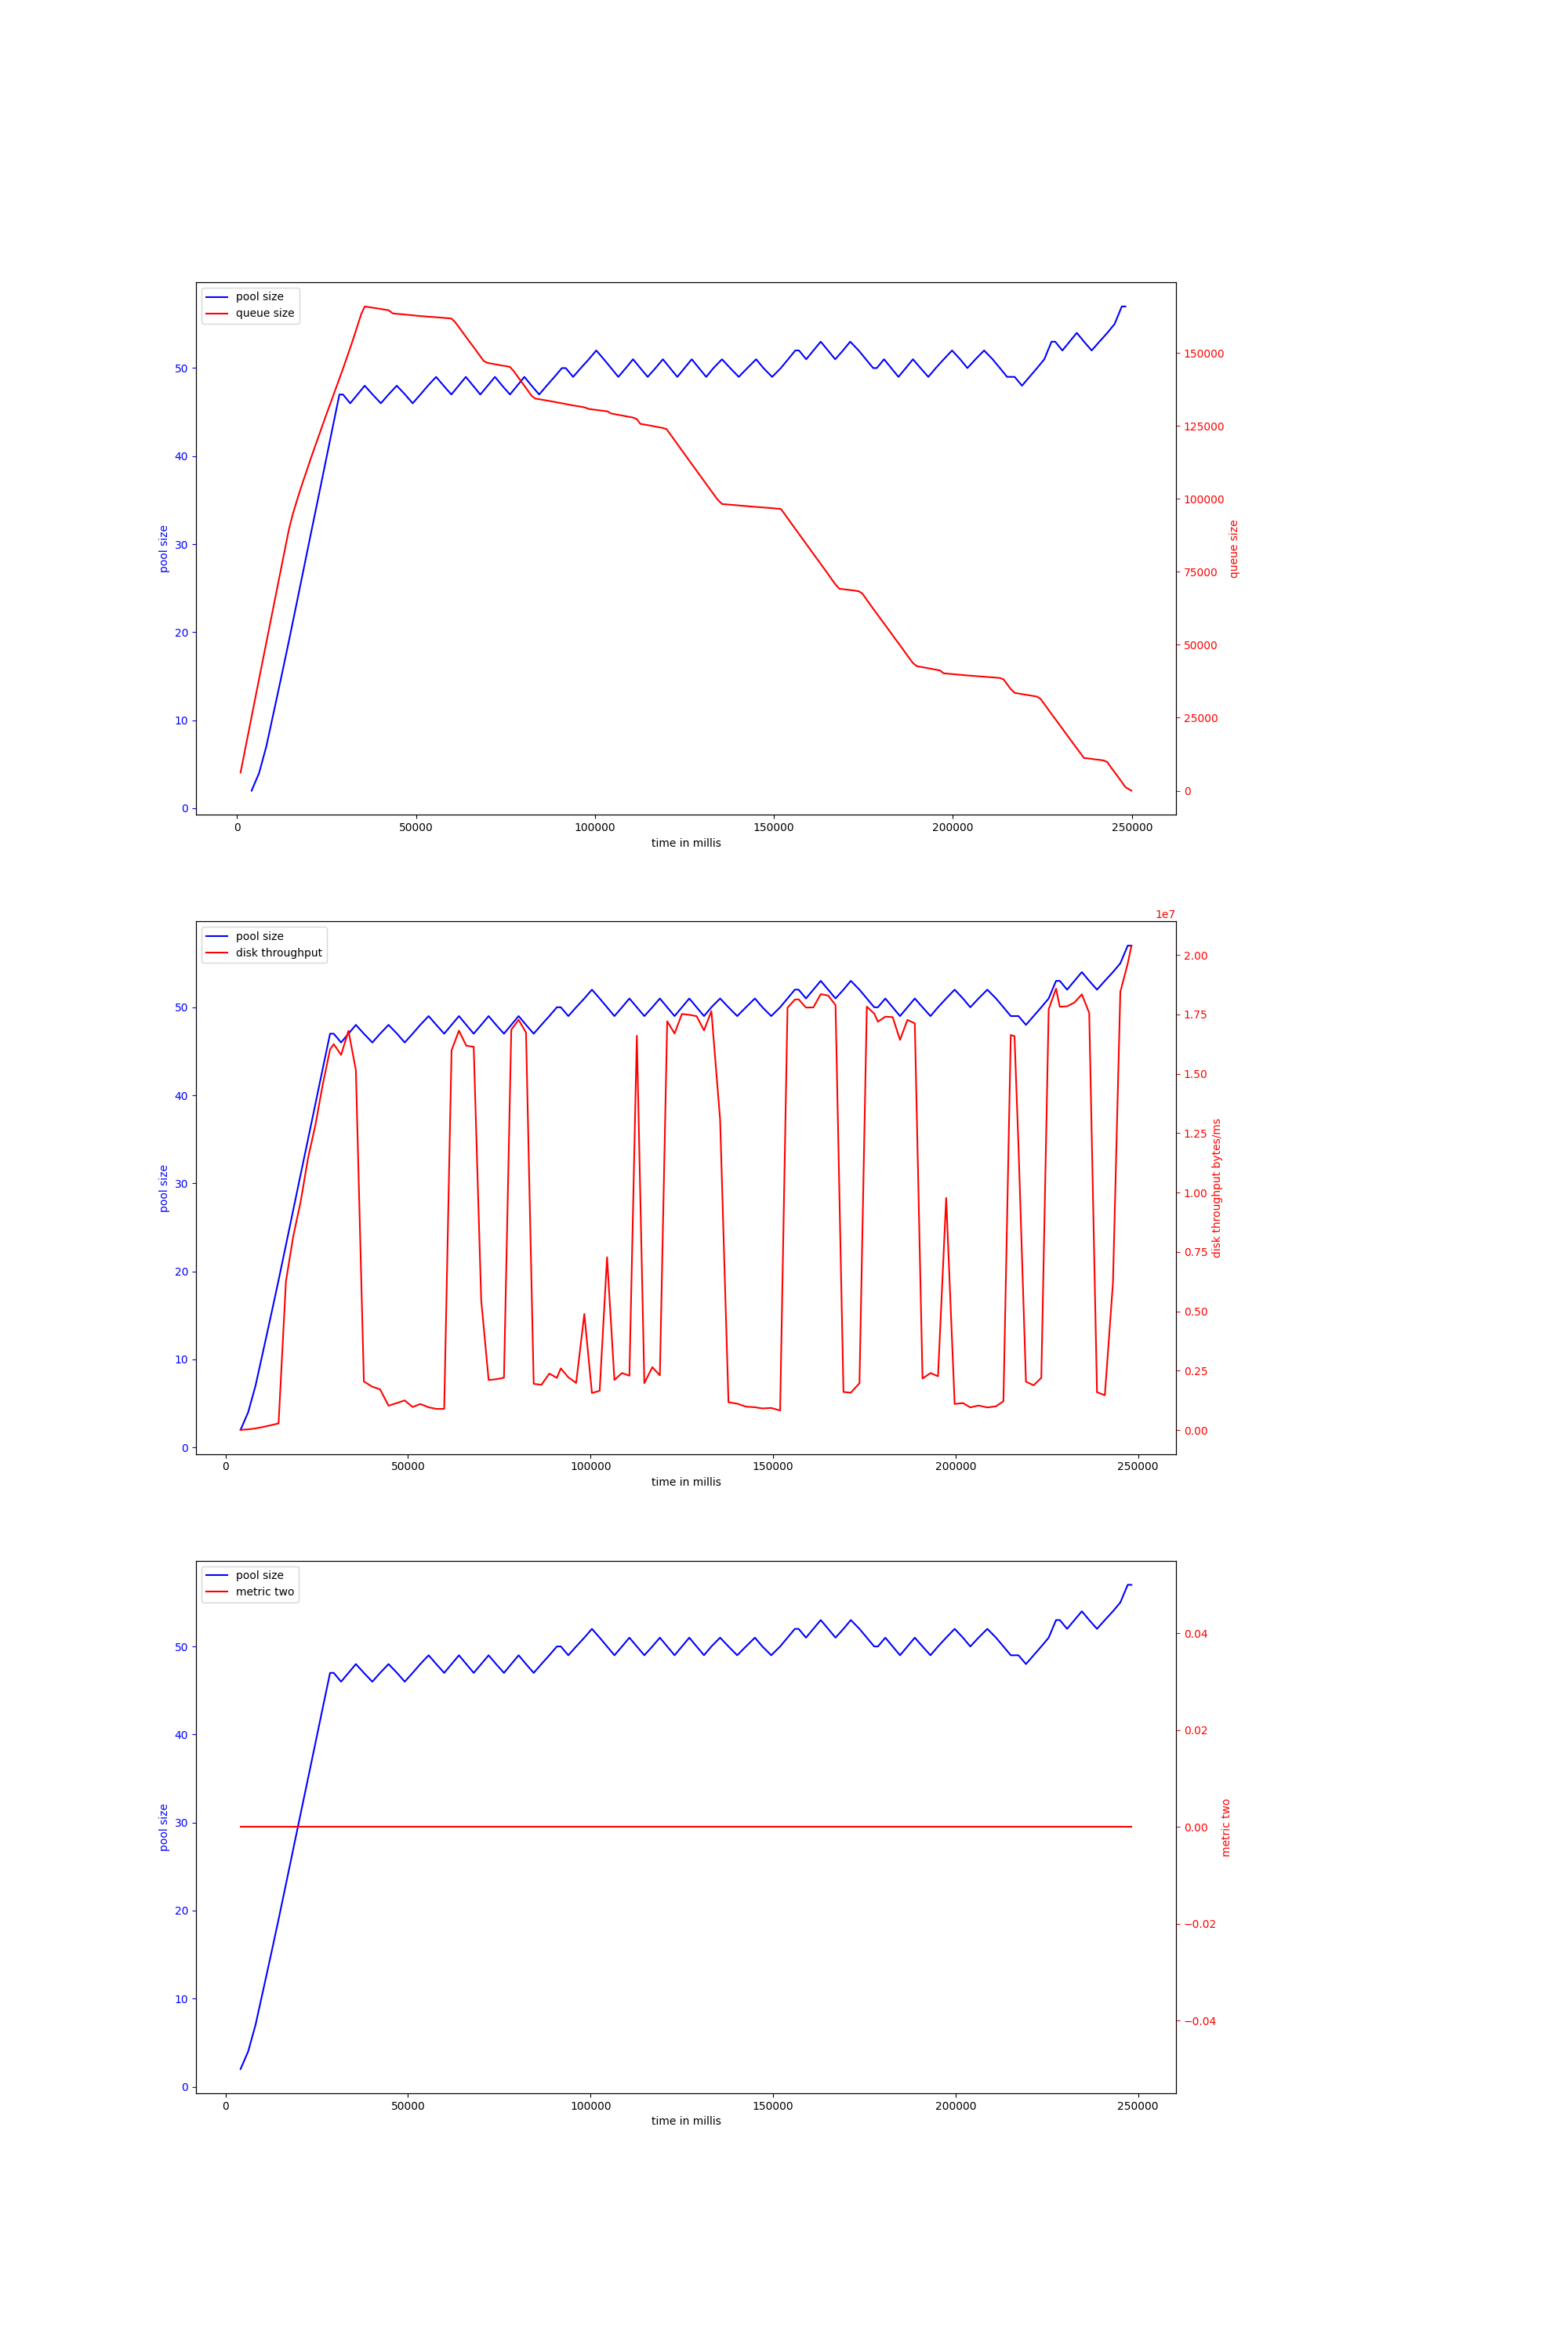 pool size
queue size
50
40
30
20
10
0
pool size
150000
125000
100000
75000
50000
25000
0
queue size
0 50000 100000 150000 200000 250000
time in millis
1e7
pool size
disk throughput
50
40
30
20
10
0
pool size
2.00
1.75
1.50
1.25
1.00
0.75
0.50
0.25
0.00
disk throughput bytes/ms
0 50000 100000 150000 200000 250000
time in millis
pool size
metric two
50
40
30
20
10
0
pool size
0.04
0.02
0.00
−0.02
−0.04
metric two
0 50000 100000 150000 200000 250000
time in millis